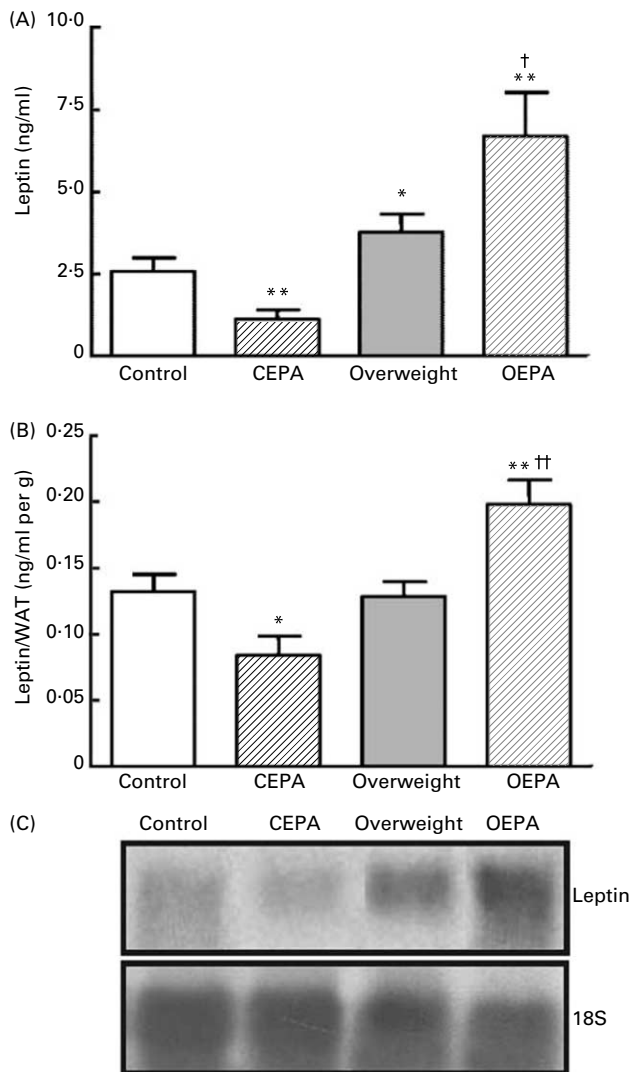 (A)
10·0
7·5
5·0
2·5
0
Leptin (ng/ml)
**
*
†
**
Control CEPA Overweight OEPA
(B)
0·25
0·20
0·15
0·10
0·05
0
Leptin/WAT (ng/ml per g)
*
** ††
Control CEPA Overweight OEPA
(C)
Control CEPA Overweight OEPA
Leptin
18S